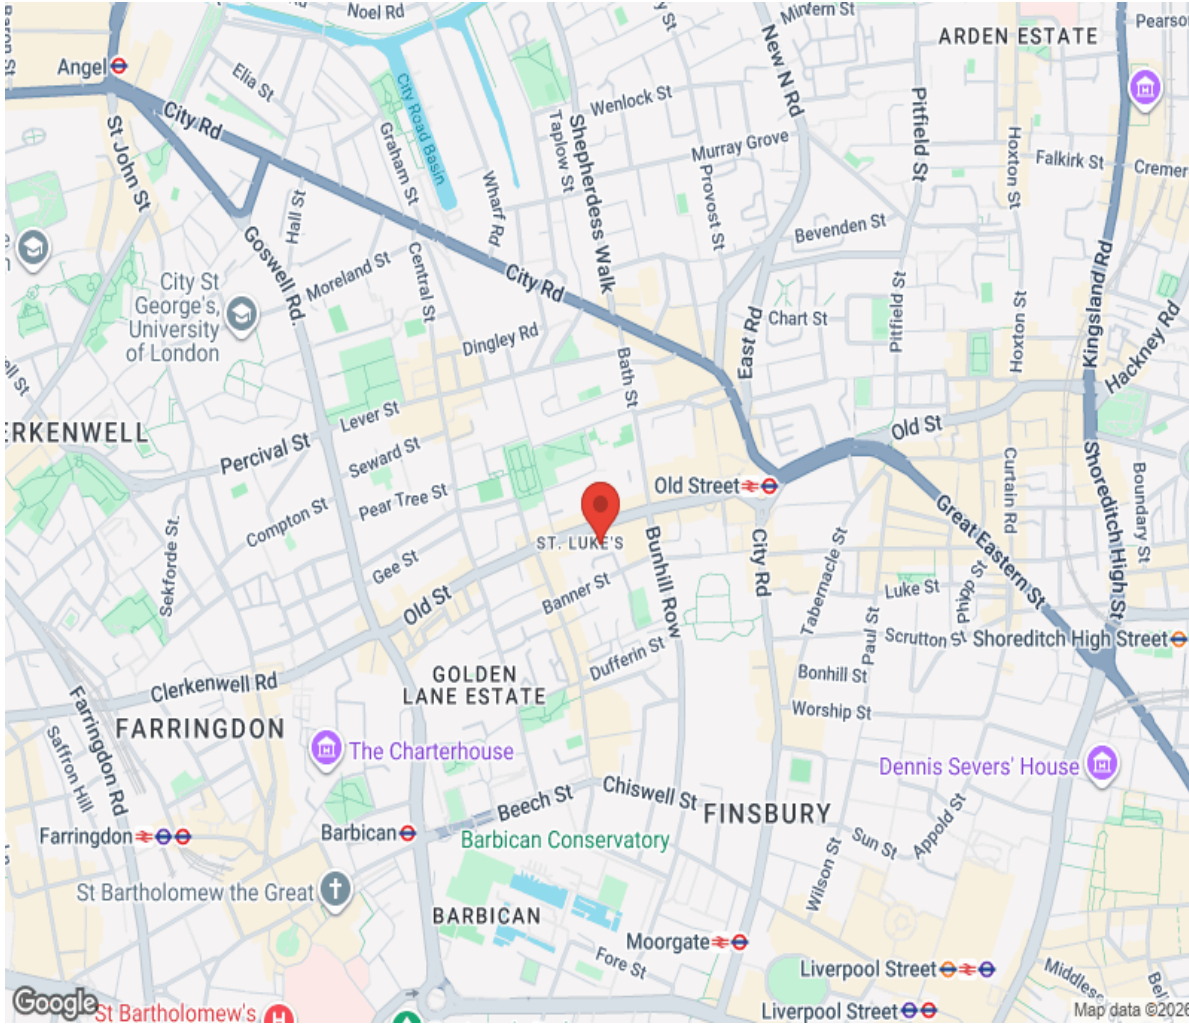 Noel Rd
Minfern St
Pearso
ARDEN ESTATE
Baron St
Angel
Elia St
City Rd
City Road Basin
Wenlock St
New N Rd
Pitfield St
St John St
Graham St
Taplow St
Shepherdess Walk
Murray Grove
Hoxton St
Falkirk St
Cremer
Hall St
Wharf Rd
Provost St
Bevenden St
Goswell Rd.
Moreland St
Central St
City Rd
Kingsland Rd
City St
George's,
University
of London
Dingley Rd
East Rd
Chart St
Pitfield St
Hoxton St
Hackney Rd
ell St
Bath St
ERKENWELL
Lever St
Percival St
Seward St
Old St
Compton St
Pear Tree St
Old Street
Curtain Rd
Shoreditch High St
Boundary St
Sekforde St.
Gee St
ST. LUKE'S
Bunhill Row
City Rd
Tabernacle St
Great Eastern St
Old St
Banner St
Luke St
Phipp St
Paul St
Scrutton St
Shoreditch High Street
Dufferin St
Bonhill St
GOLDEN
LANE ESTATE
Clerkenwell Rd
Worship St
FARRINGDON
Farringdon Rd
Saffron Hill
The Charterhouse
Dennis Severs' House
Beech St
Chiswell St
FINSBURY
Farringdon
Barbican
Barbican Conservatory
Sun St
Appold St
Wilson St
St Bartholomew the Great
BARBICAN
Moorgate
Fore St
Liverpool Street
Middlese
Google
St Bartholomew's
Liverpool Street
Map data ©2026